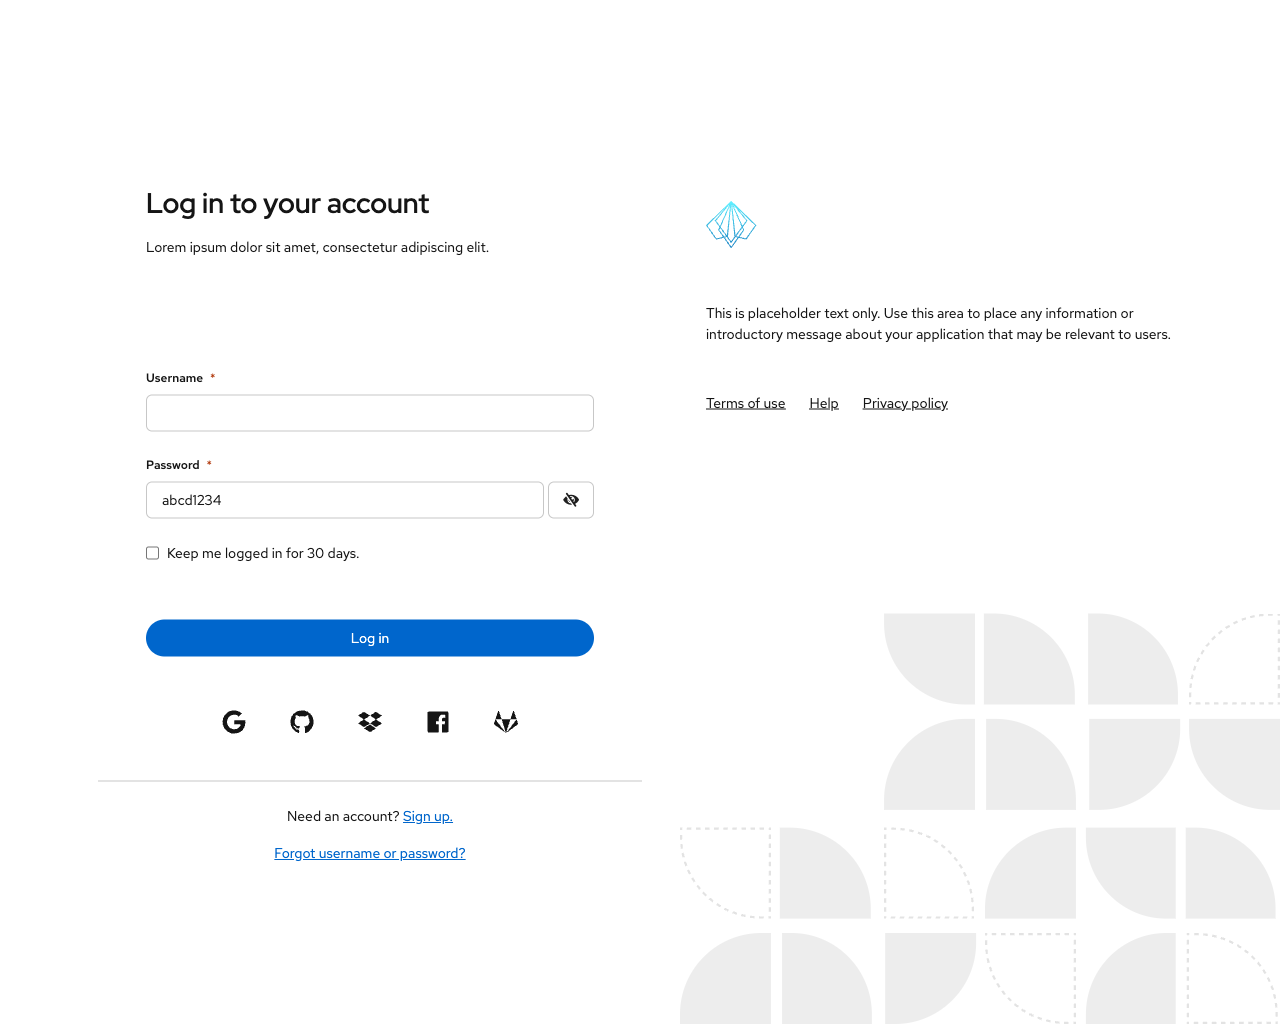 Log in to your account
Lorem ipsum dolor sit amet, consectetur adipiscing elit.
Username *
Password *
abcd1234
Keep me logged in for 30 days.
Log in
Need an account? Sign up.
Forgot username or password?
This is placeholder text only. Use this area to place any information or
introductory message about your application that may be relevant to users.
Terms of use Help Privacy policy